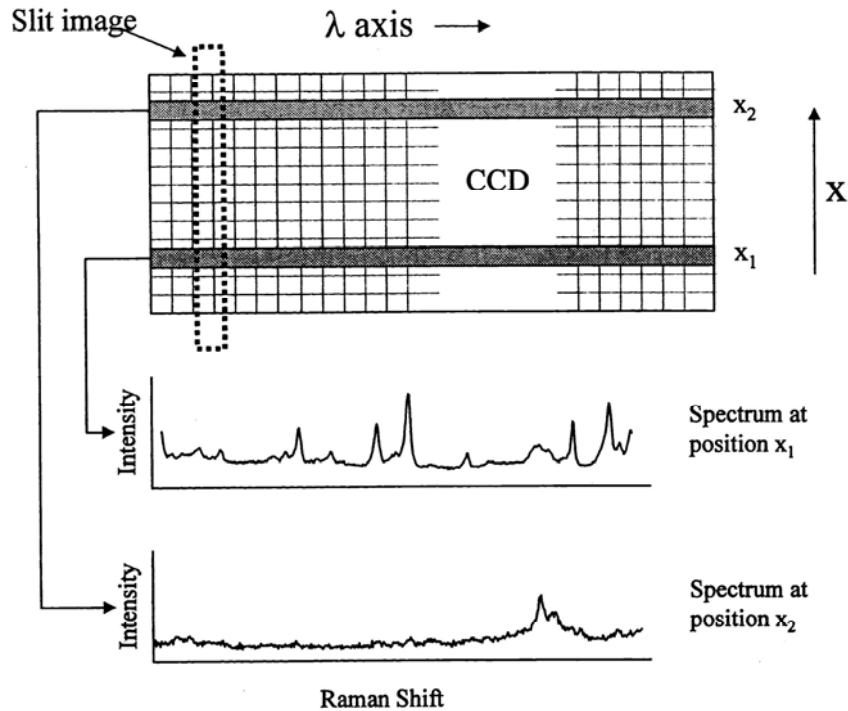 Slit image
λ axis
x₂
CCD
X
x₁
Intensity
Spectrum at
position x₁
Intensity
Spectrum at
position x₂
Raman Shift